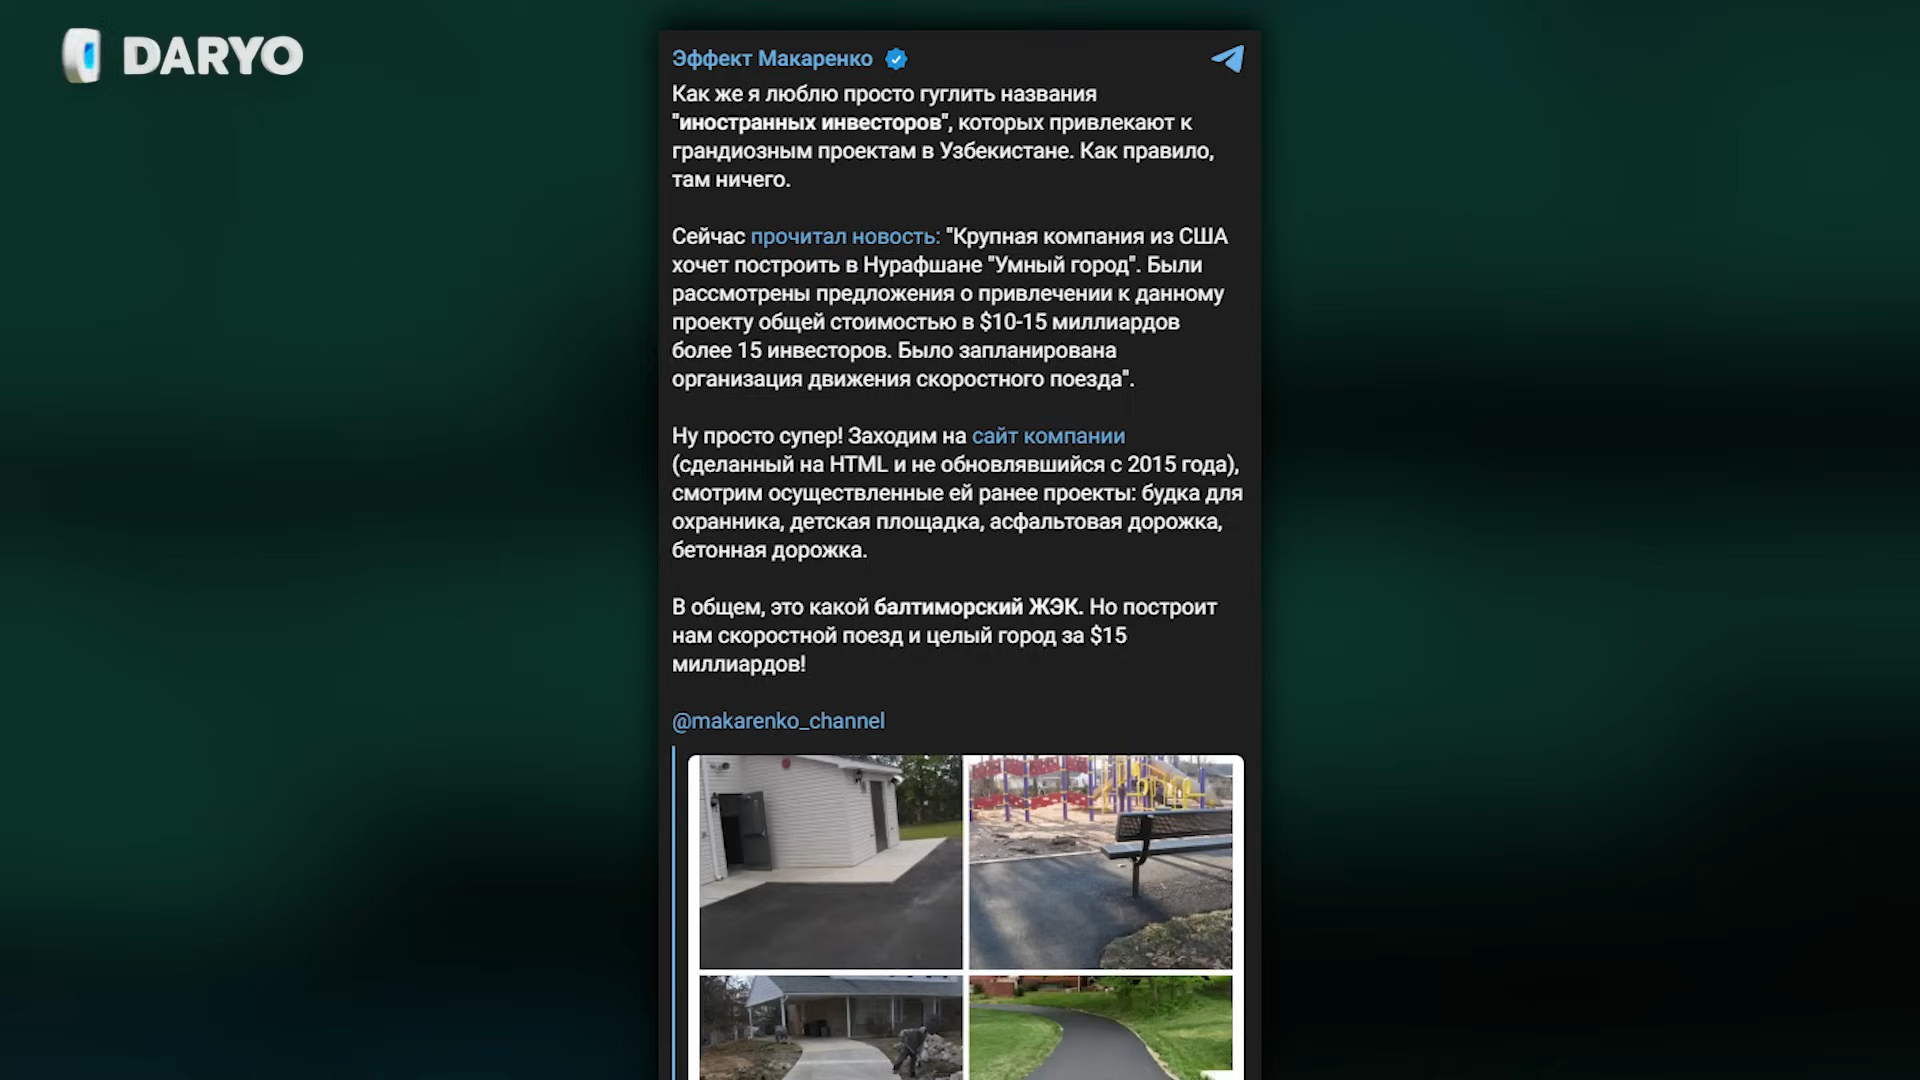 DARYO
Эффект Макаренко
Как же я люблю просто гуглить названия
"иностранных инвесторов", которых привлекают к
грандиозным проектам в Узбекистане. Как правило,
там ничего.
Сейчас прочитал новость: "Крупная компания из США
хочет построить в Нурафшане "Умный город". Были
рассмотрены предложения о привлечении к данному
проекту общей стоимостью в $10-15 миллиардов
более 15 инвесторов. Было запланирована
организация движения скоростного поезда".
Ну просто супер! Заходим на сайт компании
(сделанный на HTML и не обновлявшийся с 2015 года),
смотрим осуществленные ей ранее проекты: будка для
охранника, детская площадка, асфальтовая дорожка,
бетонная дорожка.
В общем, это какой балтиморский ЖЭК. Но построит
нам скоростной поезд и целый город за $15
миллиардов!
@makarenko_channel